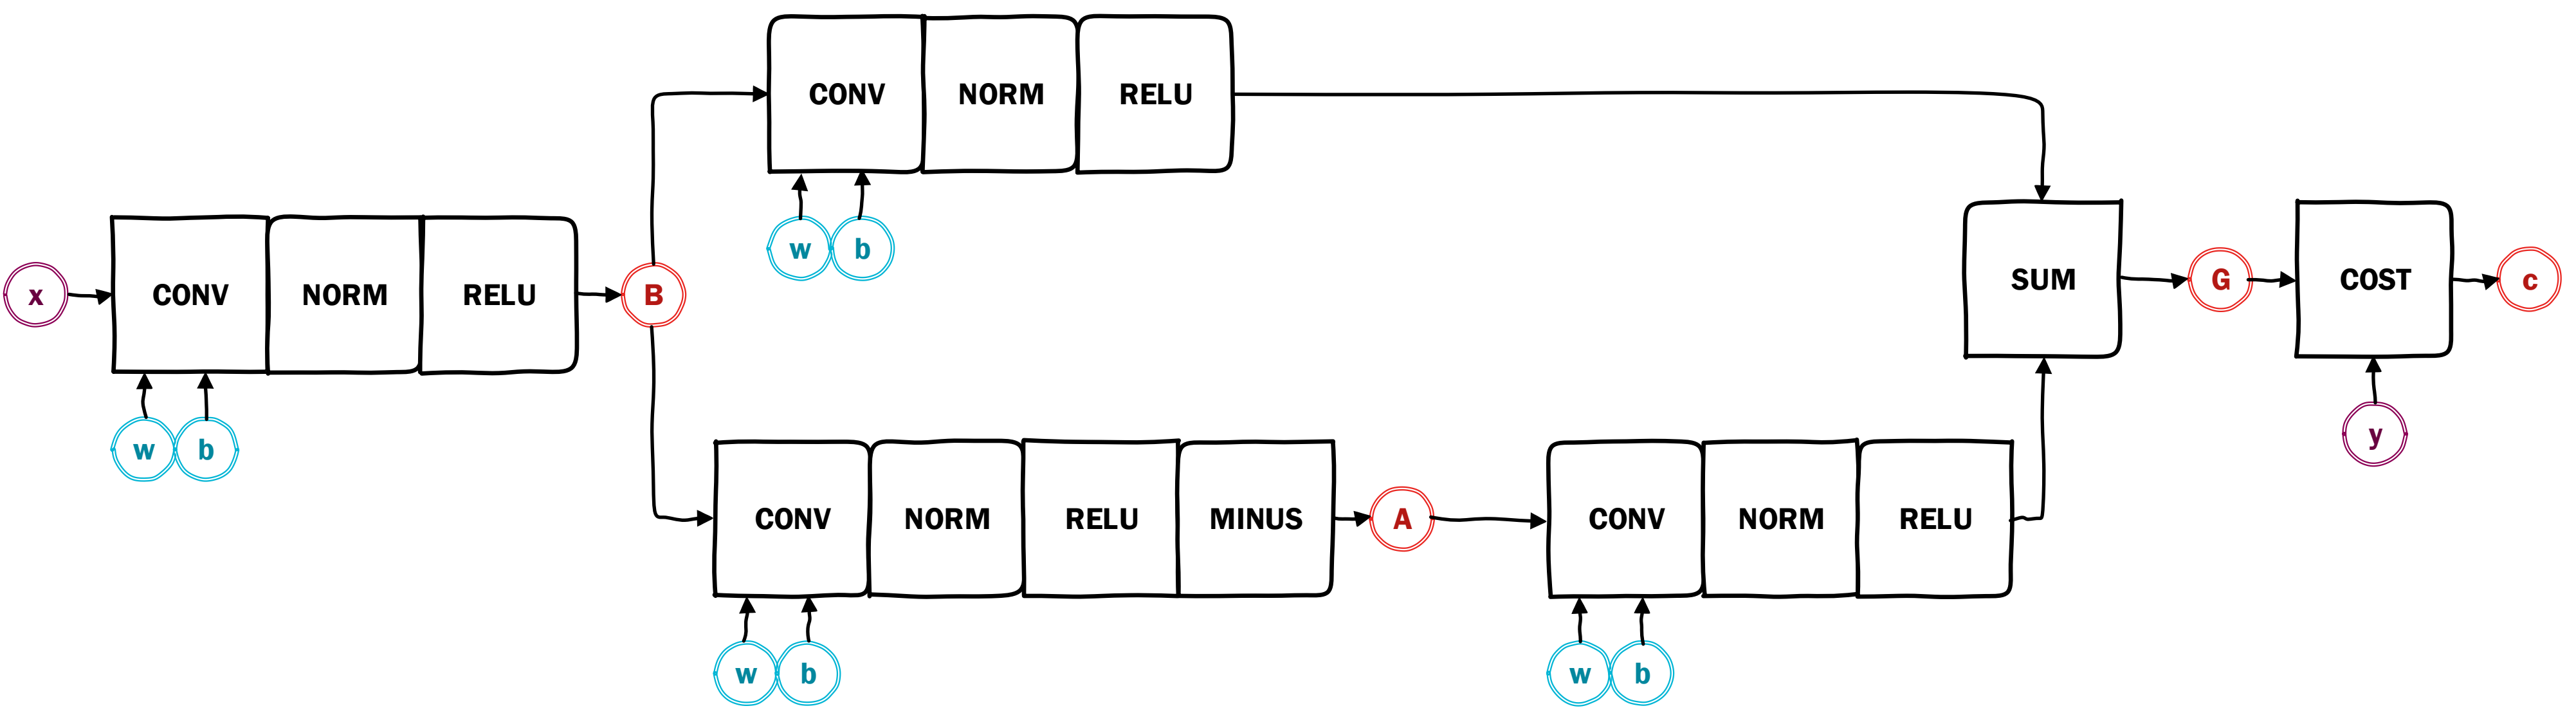 CONV NORM RELU
w b
x CONV NORM RELU B
w b
SUM G COST c
y
CONV NORM RELU MINUS A CONV NORM RELU
w b w b